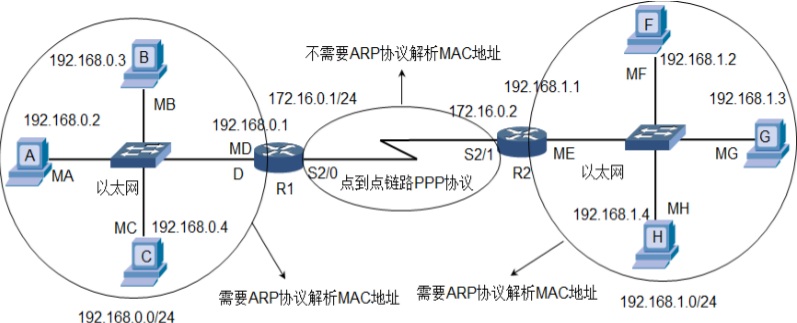 不需要ARP协议解析MAC地址
F
192.168.0.3
B
MF
192.168.1.2
192.168.1.1
172.16.0.1/24
172.16.0.2
192.168.1.3
192.168.0.2
MB
192.168.0.1
A
MD
G
MA
以太网
D
R1
S2/0
点到点链路PPP协议
S2/1
R2
ME
以太网
MG
MC
192.168.0.4
C
192.168.1.4
MH
H
需要ARP协议解析MAC地址
需要ARP协议解析MAC地址
192.168.0.0/24
192.168.1.0/24